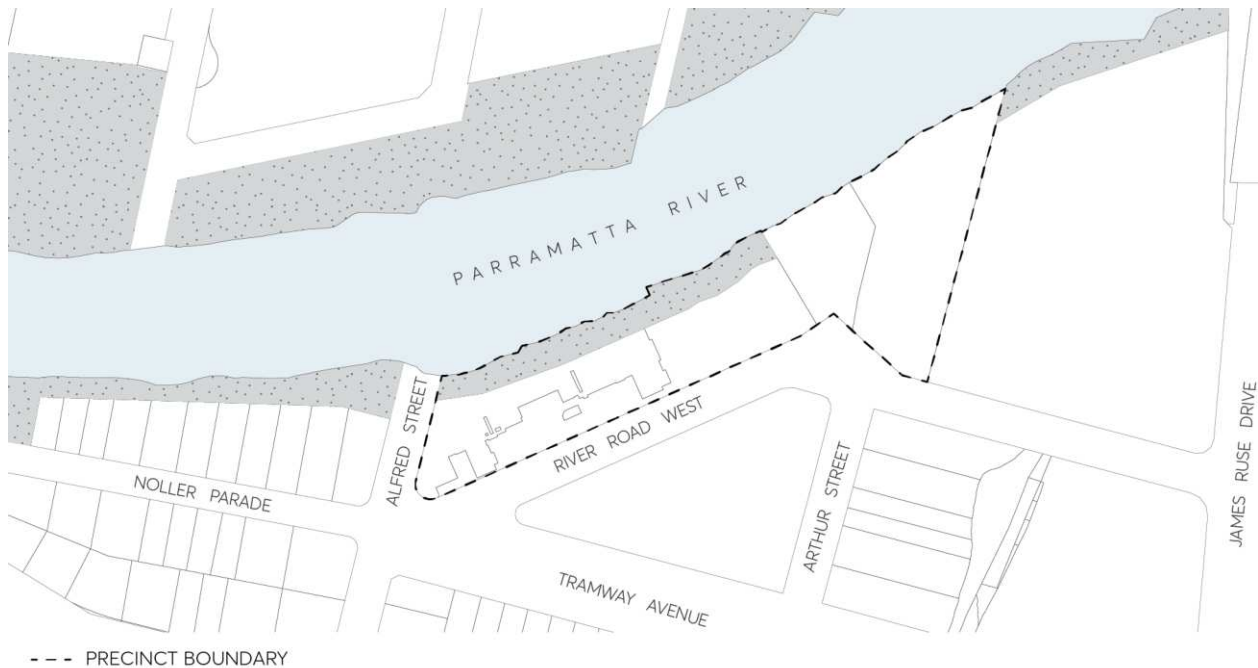 PARRAMATTA RIVER
ALFRED STREET
RIVER ROAD WEST
NOLLER PARADE
ARTHUR STREET
JAMES RUSE DRIVE
TRAMWAY AVENUE
PRECINCT BOUNDARY